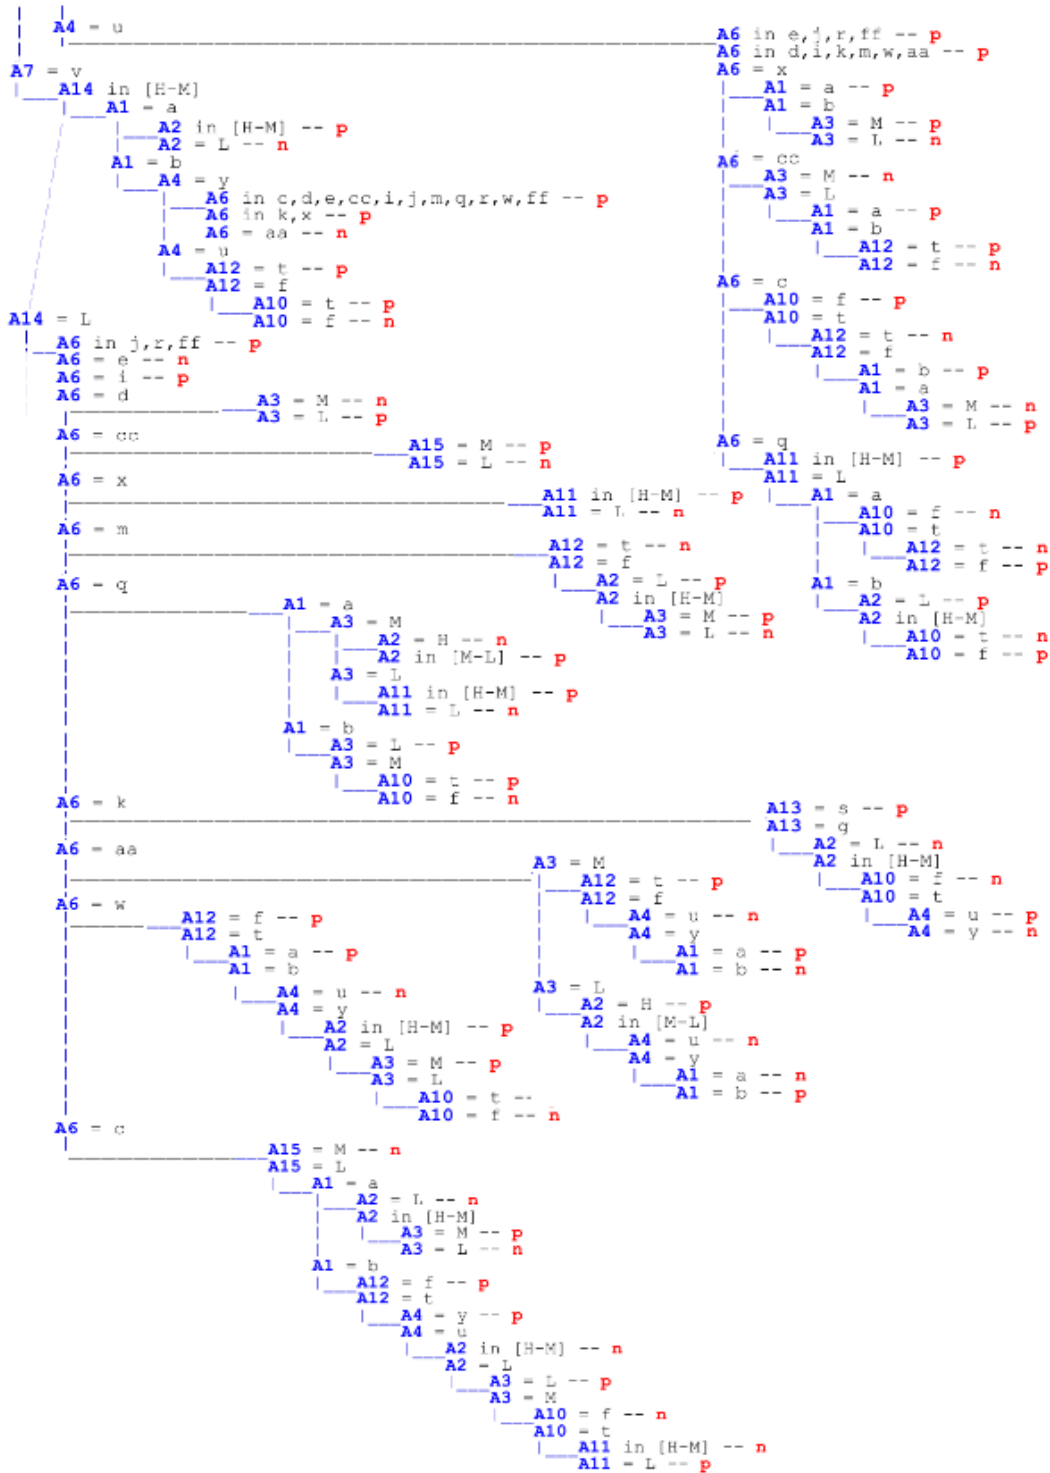 A4 = u
A6 in e,j,r,ff -- p
A6 in d,i,k,m,w,aa -- p
A6 = x
A1 = a -- p
A1 = b
A3 = M -- p
A3 = L -- n
A6 = cc
A3 = M -- n
A3 = L
A1 = a -- p
A1 = b
A12 = t -- p
A12 = f -- n
A6 = c
A10 = f -- p
A10 = t
A12 = t -- n
A12 = f
A1 = b -- p
A1 = a
A3 = M -- n
A3 = L -- p
A6 = q
A11 in [H-M] -- p
A11 = L
A1 = a
A10 = f -- n
A10 = t
A12 = t -- n
A12 = f -- p
A1 = b
A2 = L -- p
A2 in [H-M]
A10 = t -- n
A10 = f -- p
A7 = v
A14 in [H-M]
A1 = a
A2 in [H-M] -- p
A2 = L -- n
A1 = b
A4 = y
A6 in c,d,e,cc,i,j,m,q,r,w,ff -- p
A6 in k,x -- p
A6 = aa -- n
A4 = u
A12 = t -- p
A12 = f
A10 = t -- p
A10 = f -- n
A14 = L
A6 in j,r,ff -- p
A6 = e -- n
A6 = i -- p
A6 = d
A3 = M -- n
A3 = L -- p
A6 = cc
A15 = M -- p
A15 = L -- n
A6 = x
A11 in [H-M] -- p
A11 = L -- n
A6 = m
A12 = t -- n
A12 = f
A2 = L -- p
A2 in [H-M]
A3 = M -- p
A3 = L -- n
A6 = q
A1 = a
A3 = M
A2 = H -- n
A2 in [M-L] -- p
A3 = L
A11 in [H-M] -- p
A11 = L -- n
A1 = b
A3 = L -- p
A3 = M
A10 = t -- p
A10 = f -- n
A6 = k
A13 = s -- p
A13 = g
A2 = L -- n
A2 in [H-M]
A10 = f -- n
A10 = t
A4 = u -- p
A4 = y -- n
A6 = aa
A3 = M
A12 = t -- p
A12 = f
A4 = u -- n
A4 = y
A1 = a -- p
A1 = b -- n
A3 = L
A2 = H -- p
A2 in [M-L]
A4 = u -- n
A4 = y
A1 = a -- n
A1 = b -- p
A6 = w
A12 = f -- p
A12 = t
A1 = a -- p
A1 = b
A4 = u -- n
A4 = y
A2 in [H-M] -- p
A2 = L
A3 = M -- p
A3 = L
A10 = t --
A10 = f -- n
A6 = c
A15 = M -- n
A15 = L
A1 = a
A2 = L -- n
A2 in [H-M]
A3 = M -- p
A3 = L -- n
A1 = b
A12 = f -- p
A12 = t
A4 = y -- p
A4 = u
A2 in [H-M] -- n
A2 = L
A3 = L -- p
A3 = M
A10 = f -- n
A10 = t
A11 in [H-M] -- n
A11 = L -- p